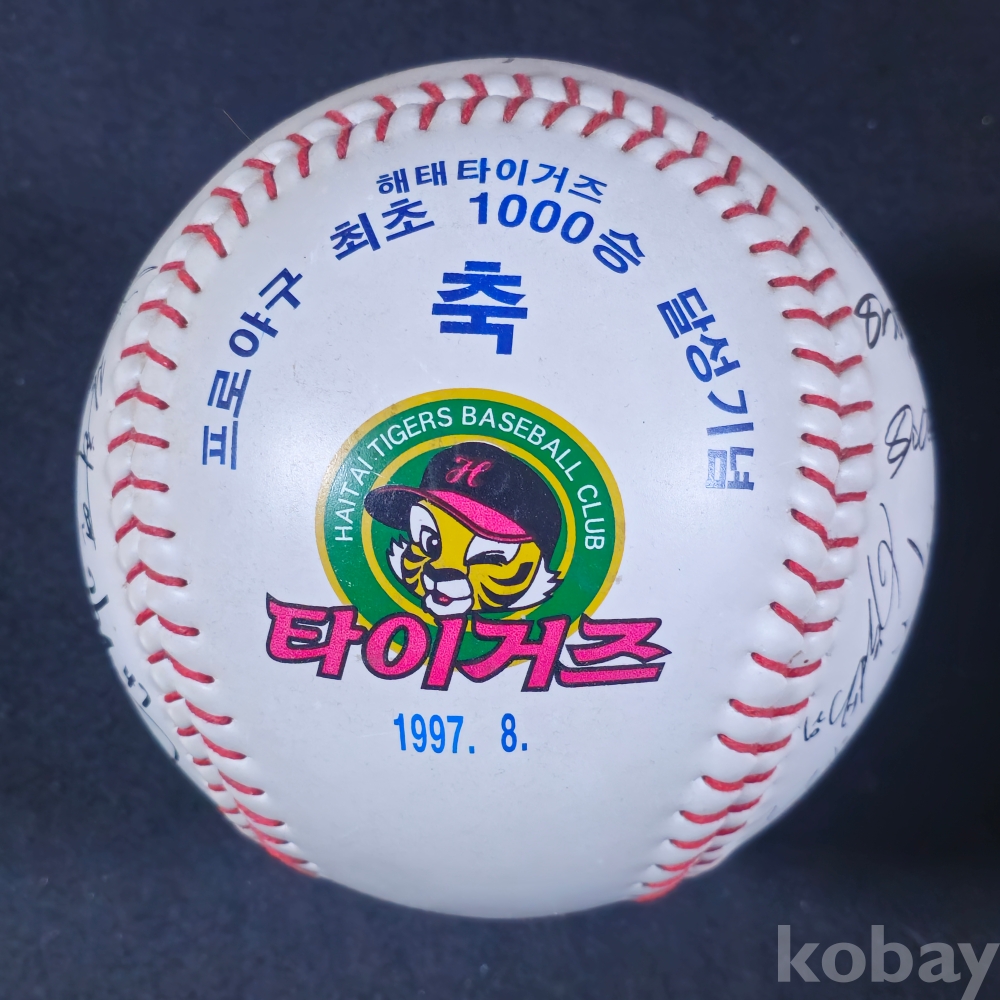 해태타이거즈
프로야구 최초 1000승 달성기념
축
HAITAI TIGERS BASEBALL CLUB
H
타이거즈
1997. 8.
kobay